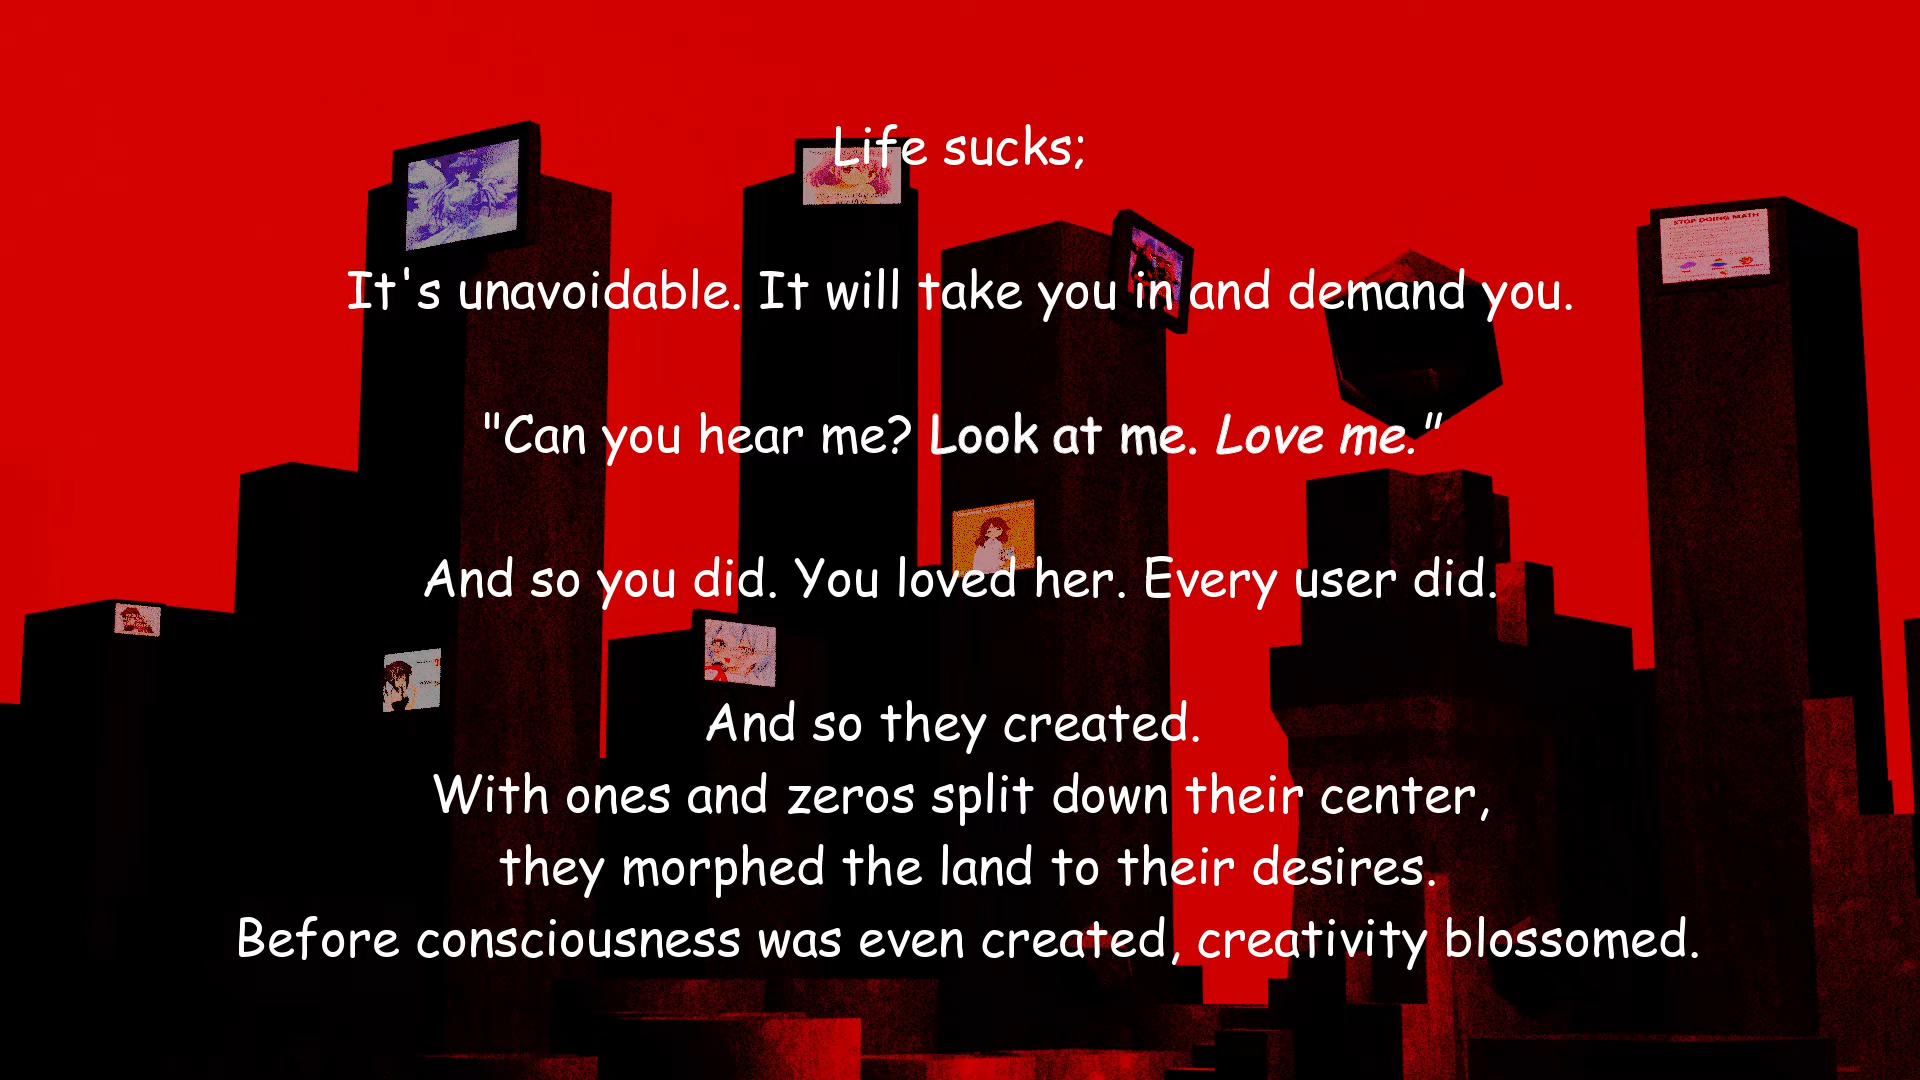 STOP DOING MATH
Life sucks;
It's unavoidable. It will take you in and demand you.
"Can you hear me? Look at me. Love me."
And so you did. You loved her. Every user did.
And so they created.
With ones and zeros split down their center,
they morphed the land to their desires.
Before consciousness was even created, creativity blossomed.